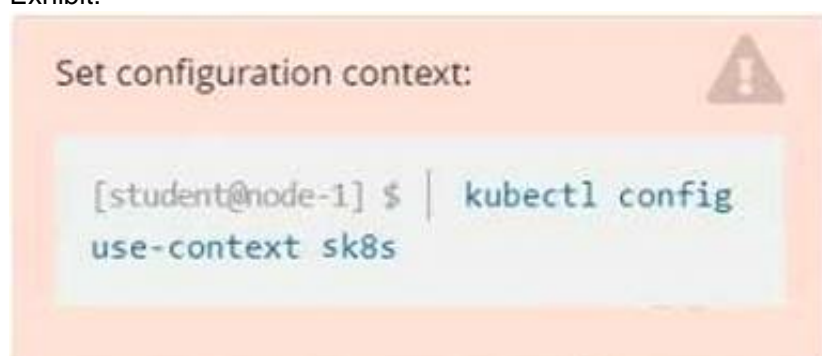 Exhibit:
Set configuration context:
[student@node-1] $ | kubectl config
use-context sk8s